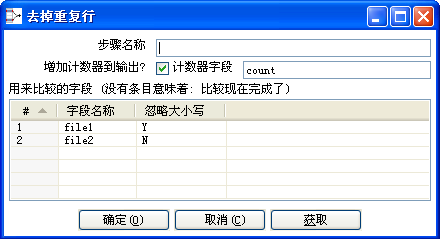 去掉重复行
步骤名称
增加计数器到输出? 计数器字段 count
用来比较的字段 (没有条目意味着: 比较现在完成了)
# 字段名称 忽略大小写
1 file1 Y
2 file2 N
确定(O) 取消(C) 获取